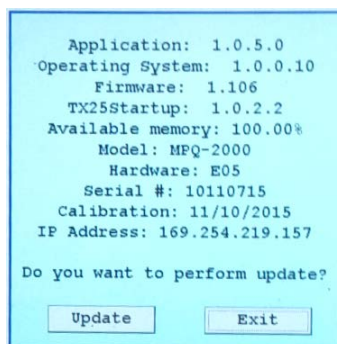 Application: 1.0.5.0
Operating System: 1.0.0.10
Firmware: 1.106
TX25Startup: 1.0.2.2
Available memory: 100.00%
Model: MPQ-2000
Hardware: E05
Serial #: 10110715
Calibration: 11/10/2015
IP Address: 169.254.219.157
Do you want to perform update?
Update Exit